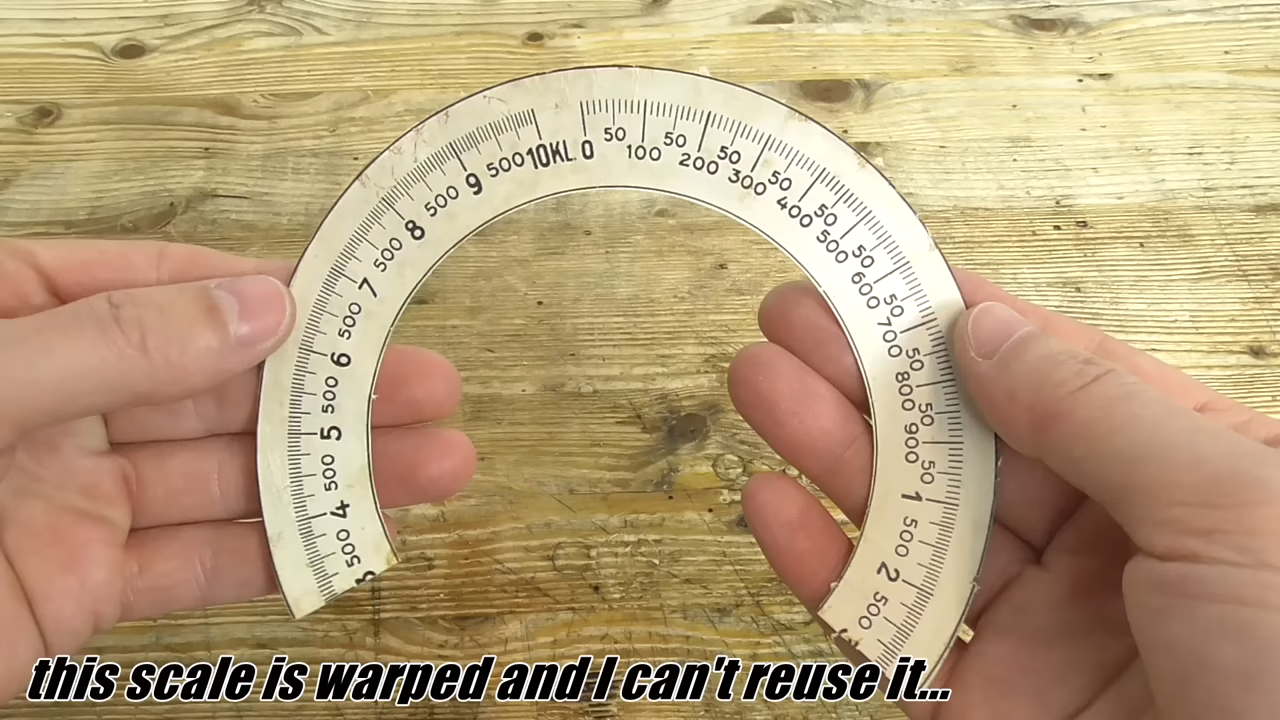 0 50 100 50 200 50 300 50 400 50 500 50 600 50 700 50 800 50 900 50 1 500 2 500
3 500 4 500 5 500 6 500 7 500 8 500 9 500 10KL
this scale is warped and I can't reuse it...